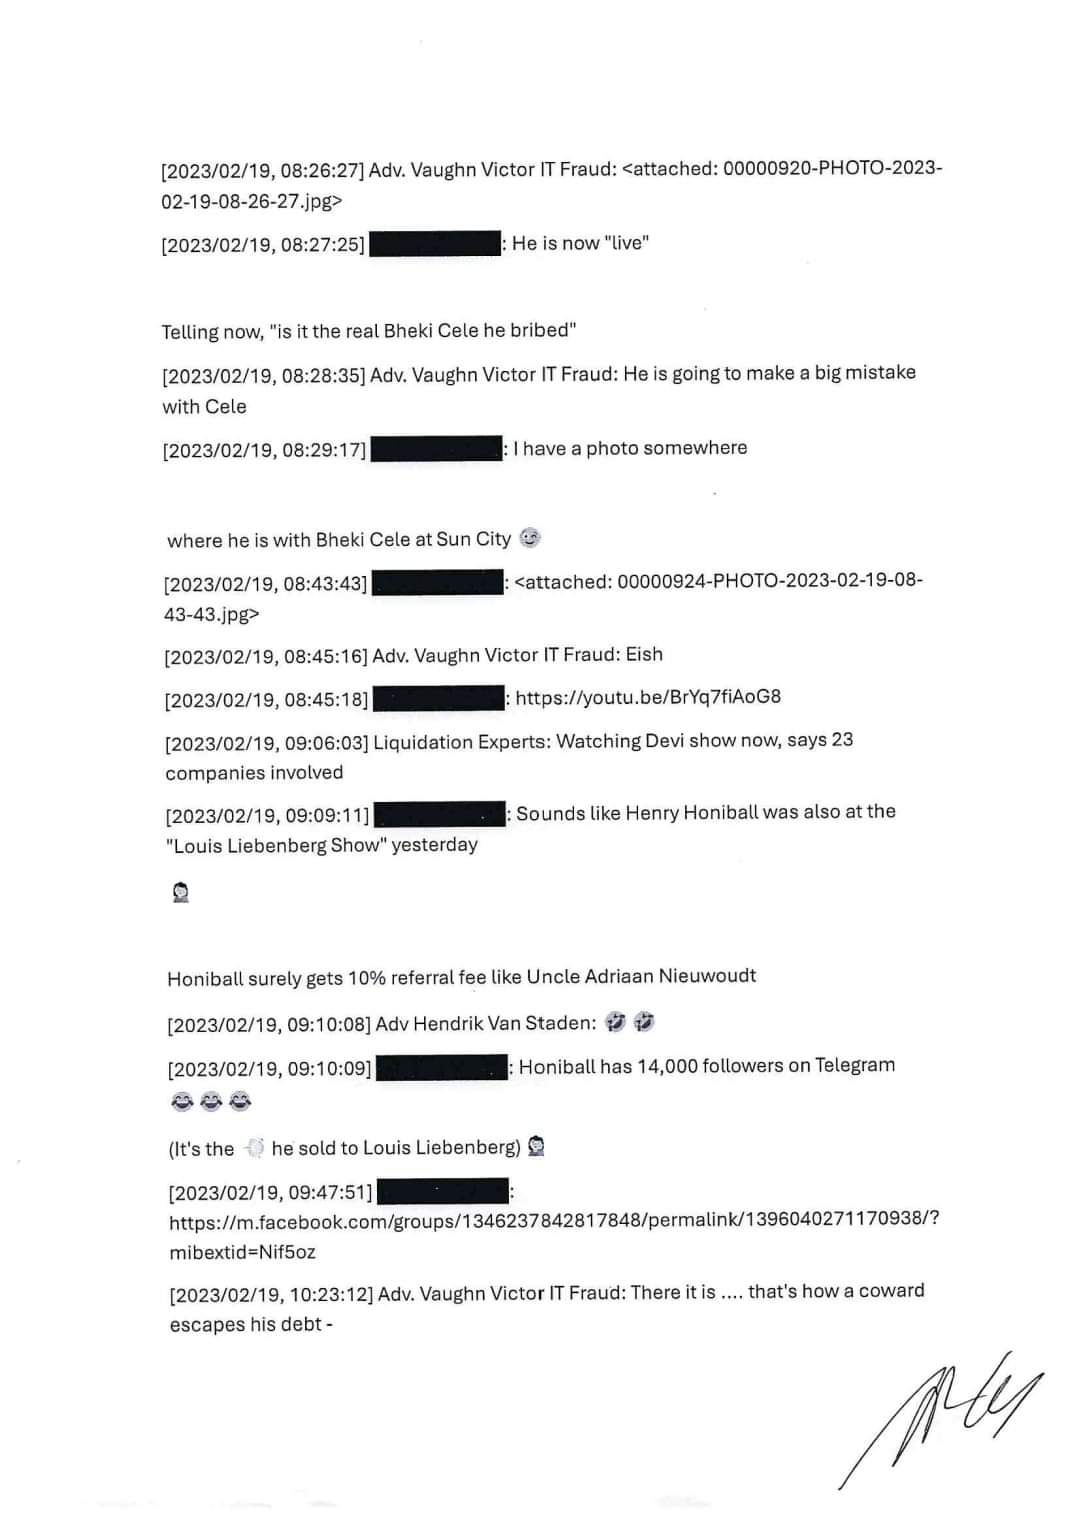 [2023/02/19, 08:26:27] Adv. Vaughn Victor IT Fraud: <attached: 00000920-PHOTO-2023-
02-19-08-26-27.jpg>
[2023/02/19, 08:27:25] : He is now "live"
Telling now, "is it the real Bheki Cele he bribed"
[2023/02/19, 08:28:35] Adv. Vaughn Victor IT Fraud: He is going to make a big mistake
with Cele
[2023/02/19, 08:29:17] : I have a photo somewhere
where he is with Bheki Cele at Sun City 😉
[2023/02/19, 08:43:43] : <attached: 00000924-PHOTO-2023-02-19-08-
43-43.jpg>
[2023/02/19, 08:45:16] Adv. Vaughn Victor IT Fraud: Eish
[2023/02/19, 08:45:18] : https://youtu.be/BrYq7fiAoG8
[2023/02/19, 09:06:03] Liquidation Experts: Watching Devi show now, says 23
companies involved
[2023/02/19, 09:09:11] : Sounds like Henry Honiball was also at the
"Louis Liebenberg Show" yesterday
Honiball surely gets 10% referral fee like Uncle Adriaan Nieuwoudt
[2023/02/19, 09:10:08] Adv Hendrik Van Staden: 🤣 🤣
[2023/02/19, 09:10:09] : Honiball has 14,000 followers on Telegram
😂 😂 😂
(It's the he sold to Louis Liebenberg)
[2023/02/19, 09:47:51] :
https://m.facebook.com/groups/1346237842817848/permalink/1396040271170938/?
mibextid=Nif5oz
[2023/02/19, 10:23:12] Adv. Vaughn Victor IT Fraud: There it is .... that's how a coward
escapes his debt -